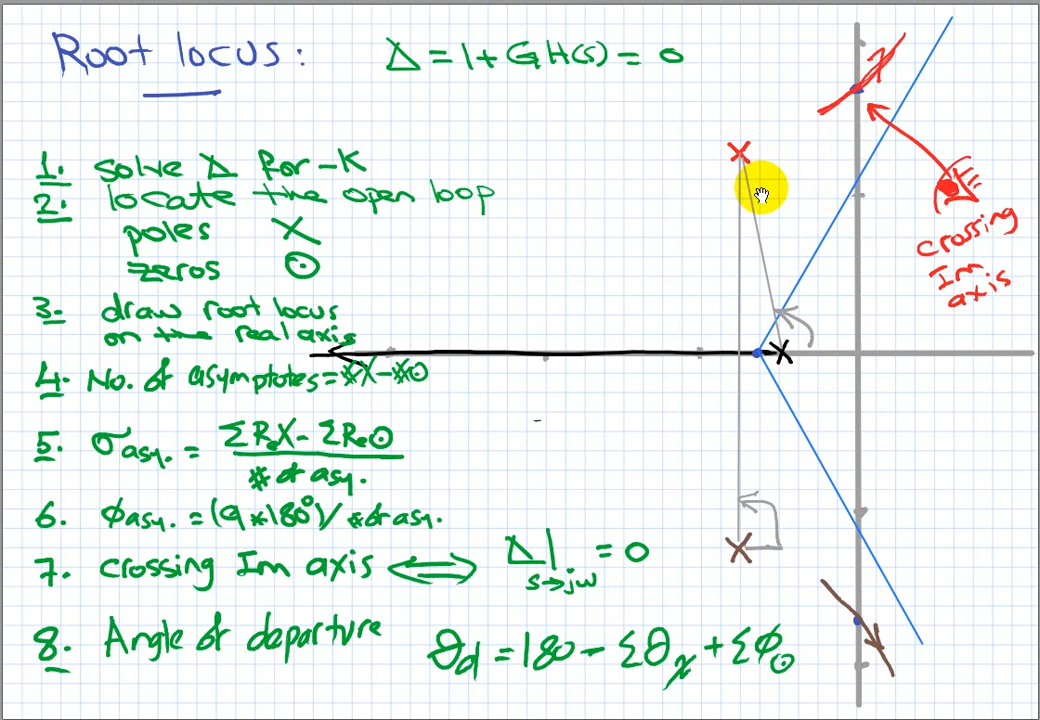 Root locus:
Δ = 1 + GH(s) = 0
1. solve Δ for -K
2. locate the open loop
poles X
zeros ⊙
3. draw root locus
on the real axis
4. No. of asymptotes = #X - #⊙
5. σasy. = ΣReX - ΣRe⊙
# of asy.
6. φasy. = (q*180°)/ # of asy.
7. crossing Im axis ⟺ Δ|s→jω = 0
8. Angle of departure
θd = 180 - Σθx + Σφ⊙
crossing
Im
axis